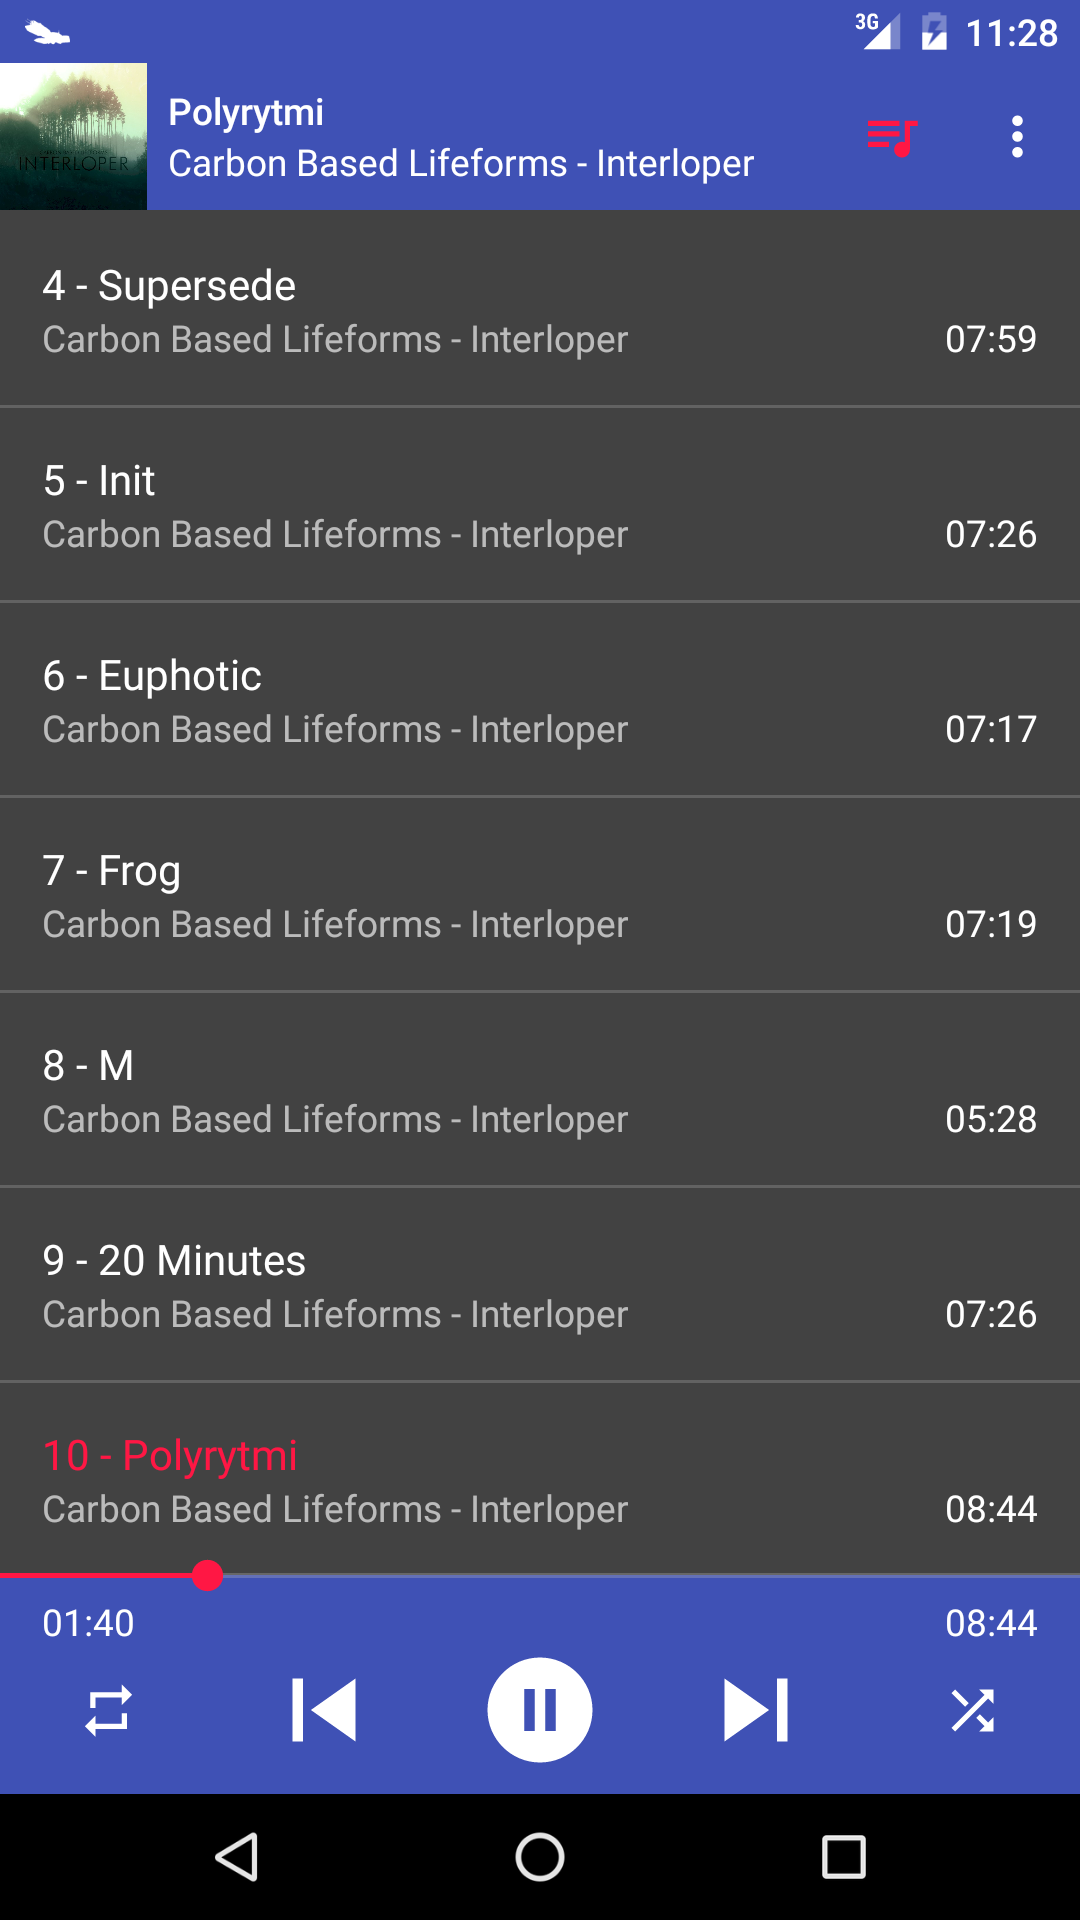 3G 11:28
INTERLOPER
Polyrytmi
Carbon Based Lifeforms - Interloper
4 - Supersede
Carbon Based Lifeforms - Interloper 07:59
5 - Init
Carbon Based Lifeforms - Interloper 07:26
6 - Euphotic
Carbon Based Lifeforms - Interloper 07:17
7 - Frog
Carbon Based Lifeforms - Interloper 07:19
8 - M
Carbon Based Lifeforms - Interloper 05:28
9 - 20 Minutes
Carbon Based Lifeforms - Interloper 07:26
10 - Polyrytmi
Carbon Based Lifeforms - Interloper 08:44
01:40 08:44